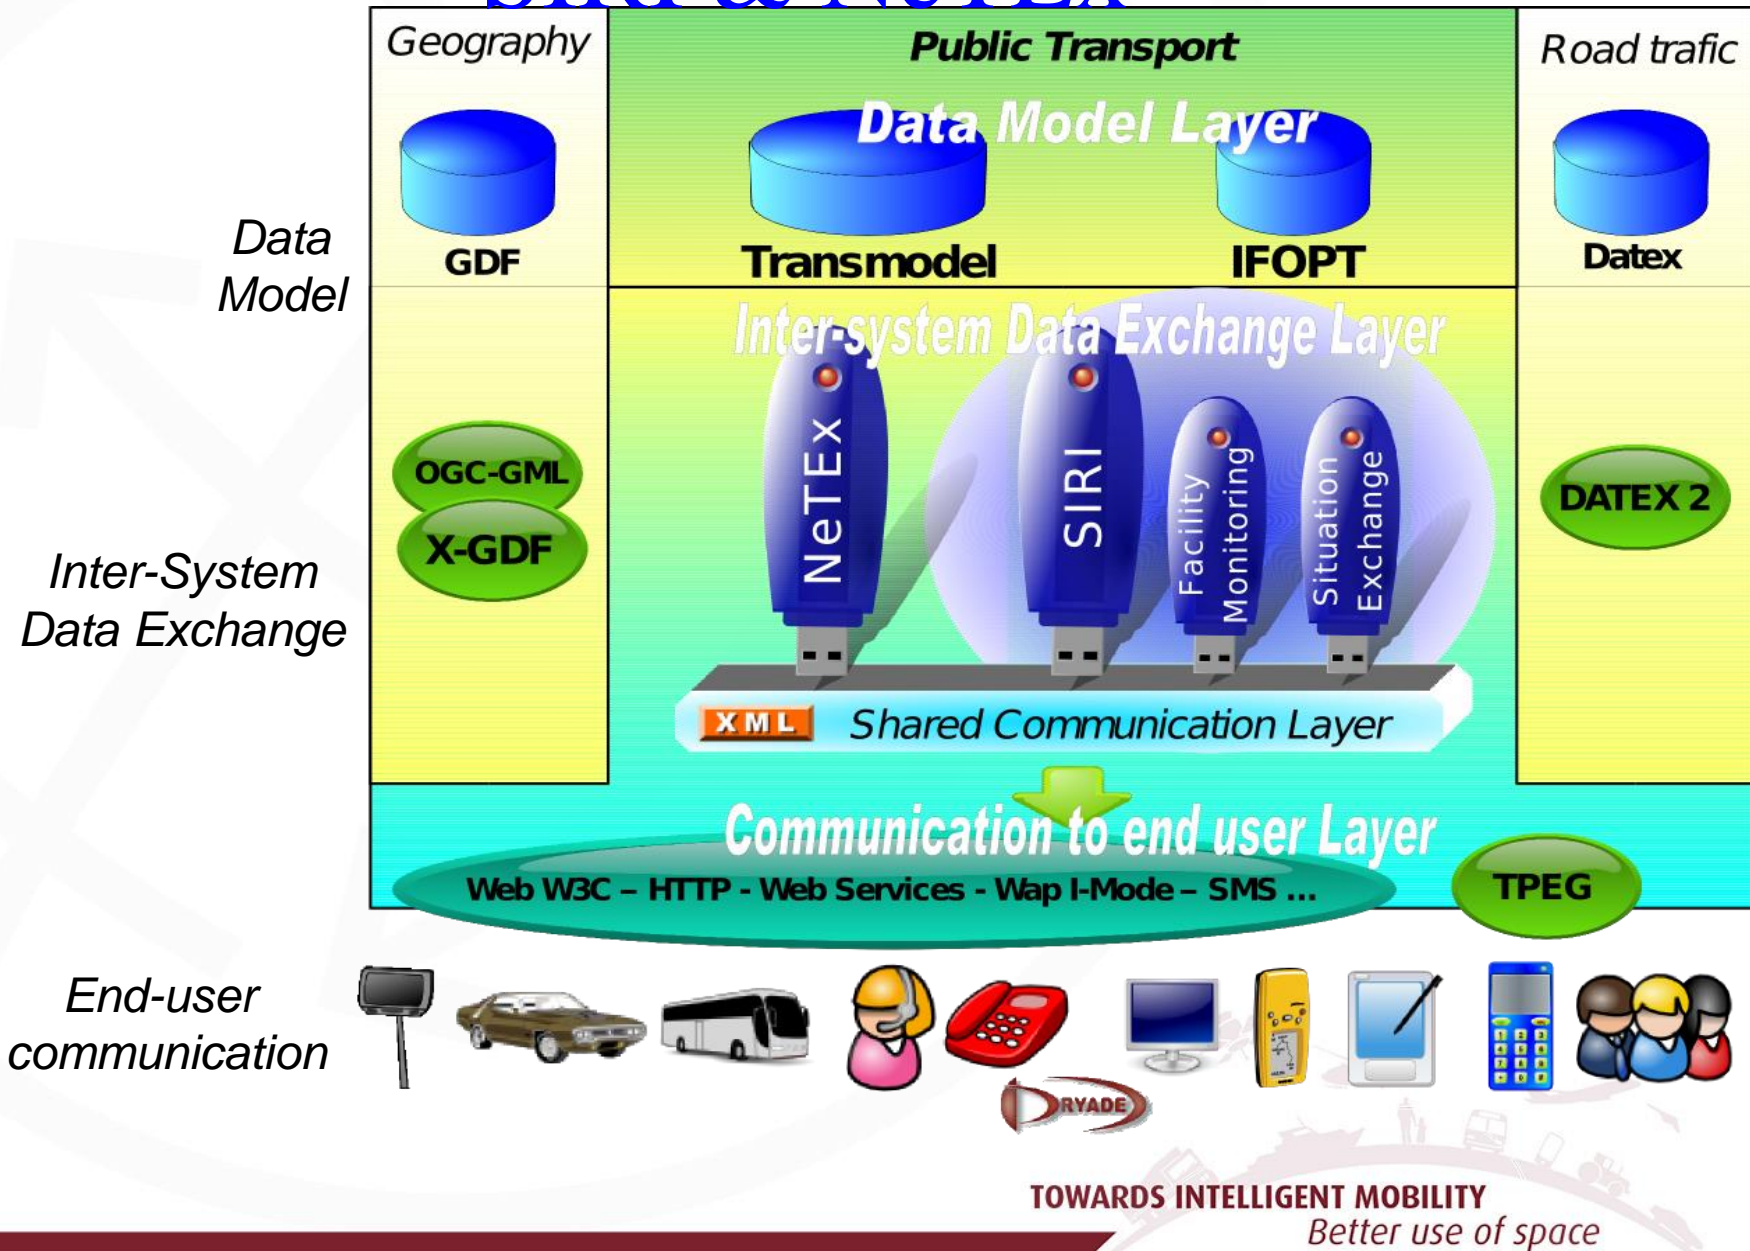 SIRI & NeTEx
Geography
Public Transport
Road trafic
Data Model Layer
Data
Model
GDF
Transmodel
IFOPT
Datex
Inter-system Data Exchange Layer
NeTEx
SIRI
Facility
Monitoring
Situation
Exchange
OGC-GML
X-GDF
DATEX 2
Inter-System
Data Exchange
XML
Shared Communication Layer
Communication to end user Layer
Web W3C – HTTP - Web Services - Wap I-Mode – SMS ...
TPEG
End-user
communication
DRYADE
TOWARDS INTELLIGENT MOBILITY
Better use of space